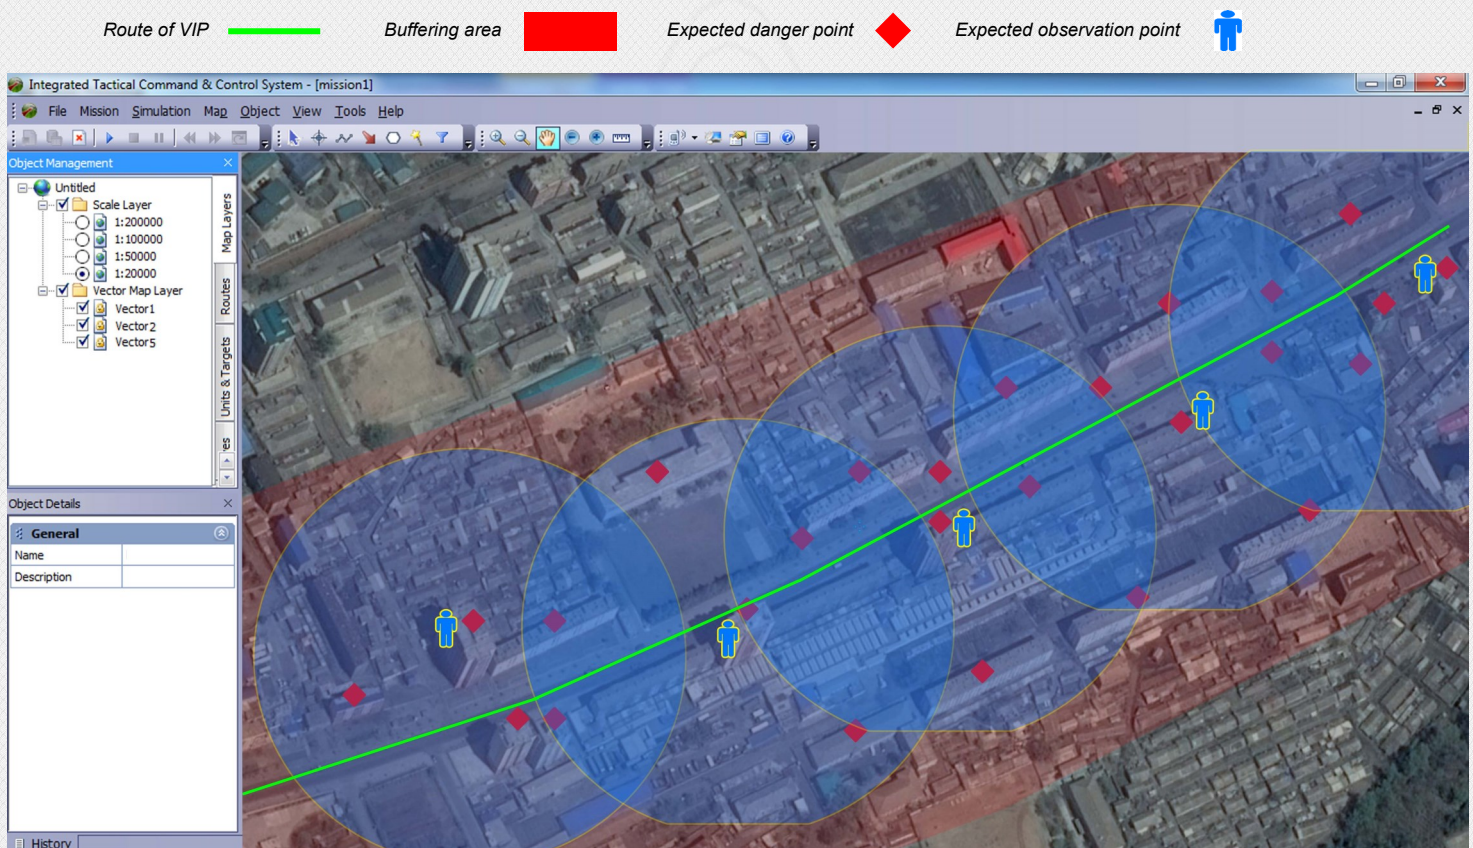 Route of VIP Buffering area Expected danger point Expected observation point
Integrated Tactical Command & Control System - [mission1]
File Mission Simulation Map Object View Tools Help
Object Management
Untitled
Scale Layer
1:200000
1:100000
1:50000
1:20000
Vector Map Layer
Vector1
Vector2
Vector5
Map Layers
Routes
Units & Targets
es
Object Details
General
Name
Description
History